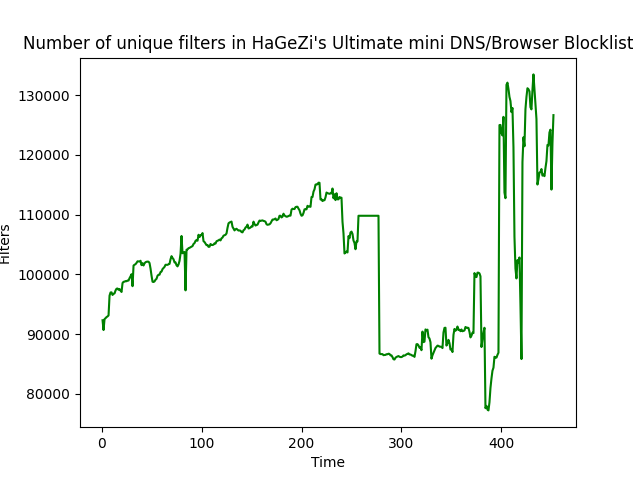 Number of unique filters in HaGeZi's Ultimate mini DNS/Browser Blocklist
130000
120000
110000
100000
90000
80000
Filters
0 100 200 300 400
Time